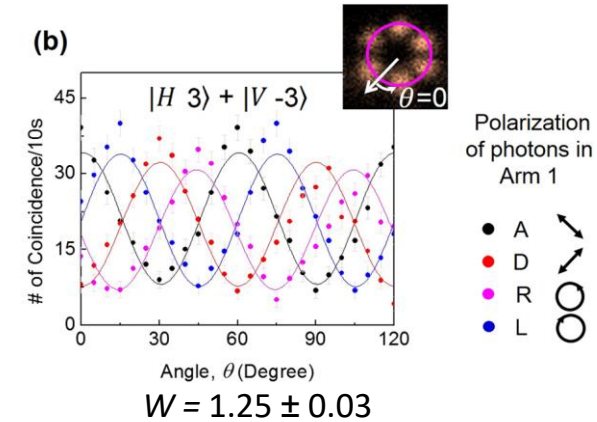 (b)
|H 3⟩ + |V -3⟩
θ=0
# of Coincidence/10s
45
30
15
0
0 30 60 90 120
Angle, θ (Degree)
W = 1.25 ± 0.03
Polarization
of photons in
Arm 1
A
D
R
L